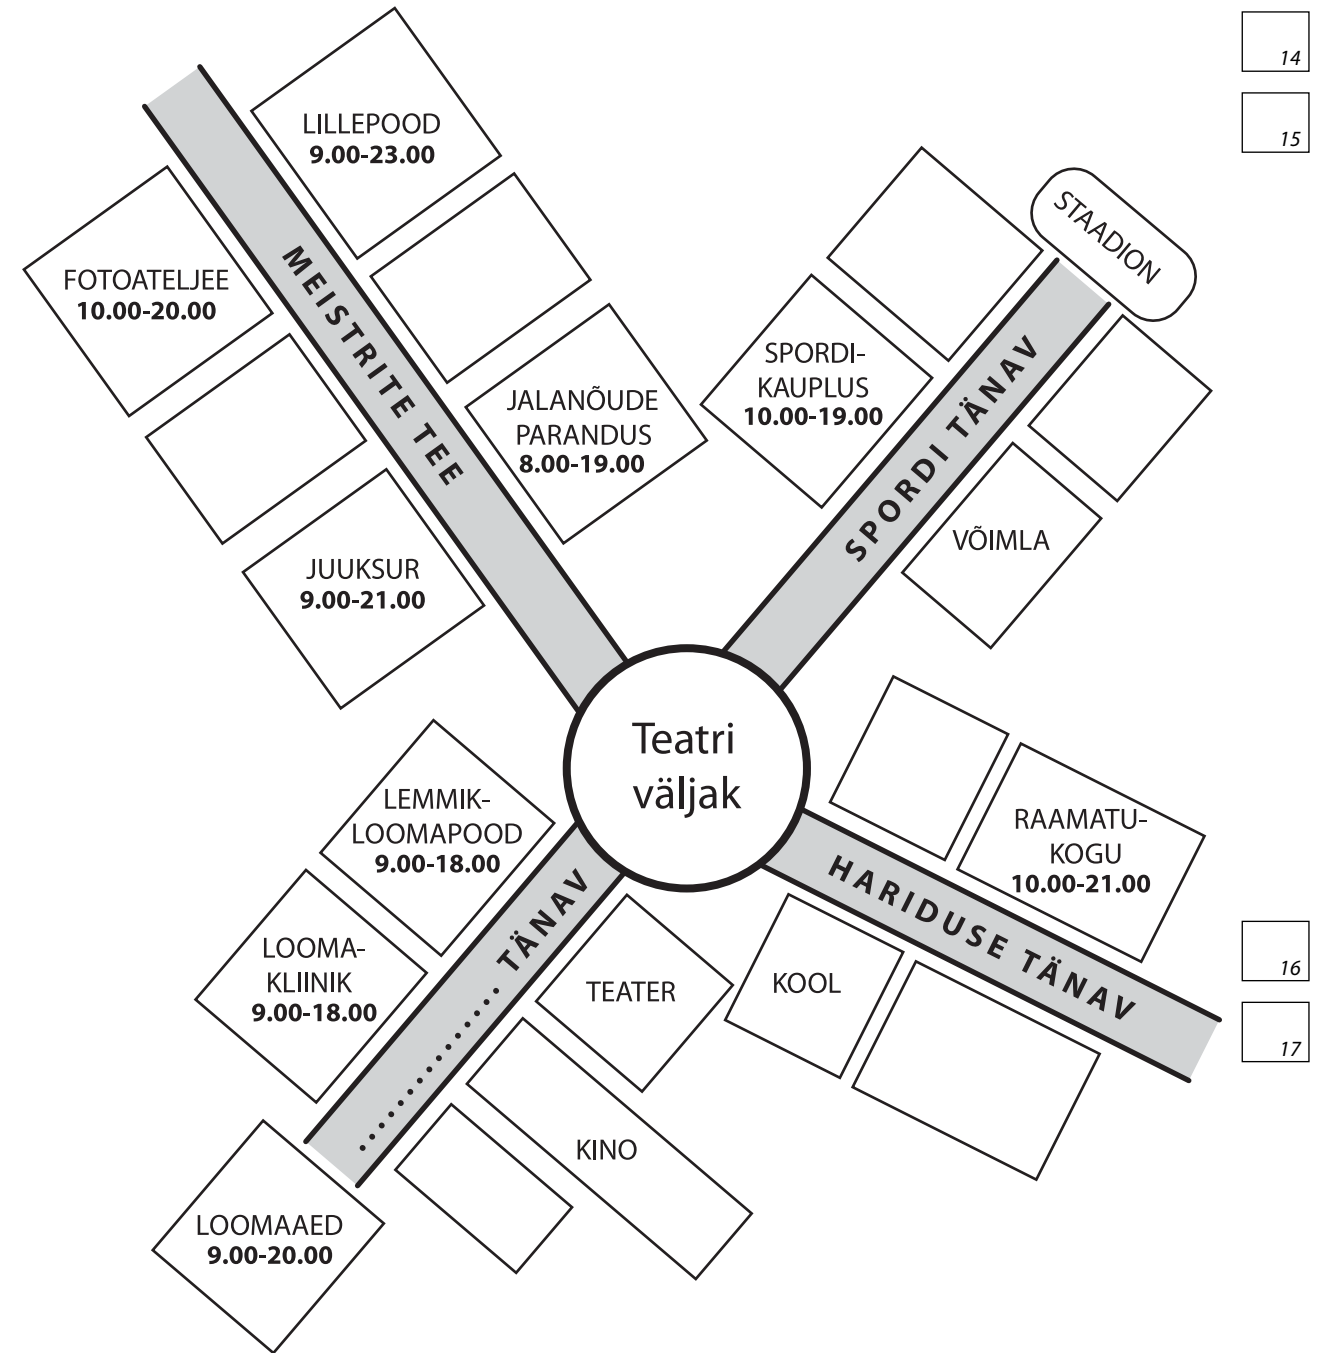 14
15
LILLEPOOD
9.00-23.00
STAADION
FOTOATELJEE
10.00-20.00
MEISTRITE TEE
SPORDI-
KAUPLUS
10.00-19.00
SPORDI TÄNAV
JALANÕUDE
PARANDUS
8.00-19.00
VÕIMLA
JUUKSUR
9.00-21.00
Teatri
väljak
LEMMIK-
LOOMAPOOD
9.00-18.00
RAAMATU-
KOGU
10.00-21.00
HARIDUSE TÄNAV
LOOMA-
KLIINIK
9.00-18.00
.................. TÄNAV
TEATER
KOOL
16
17
KINO
LOOMAAED
9.00-20.00